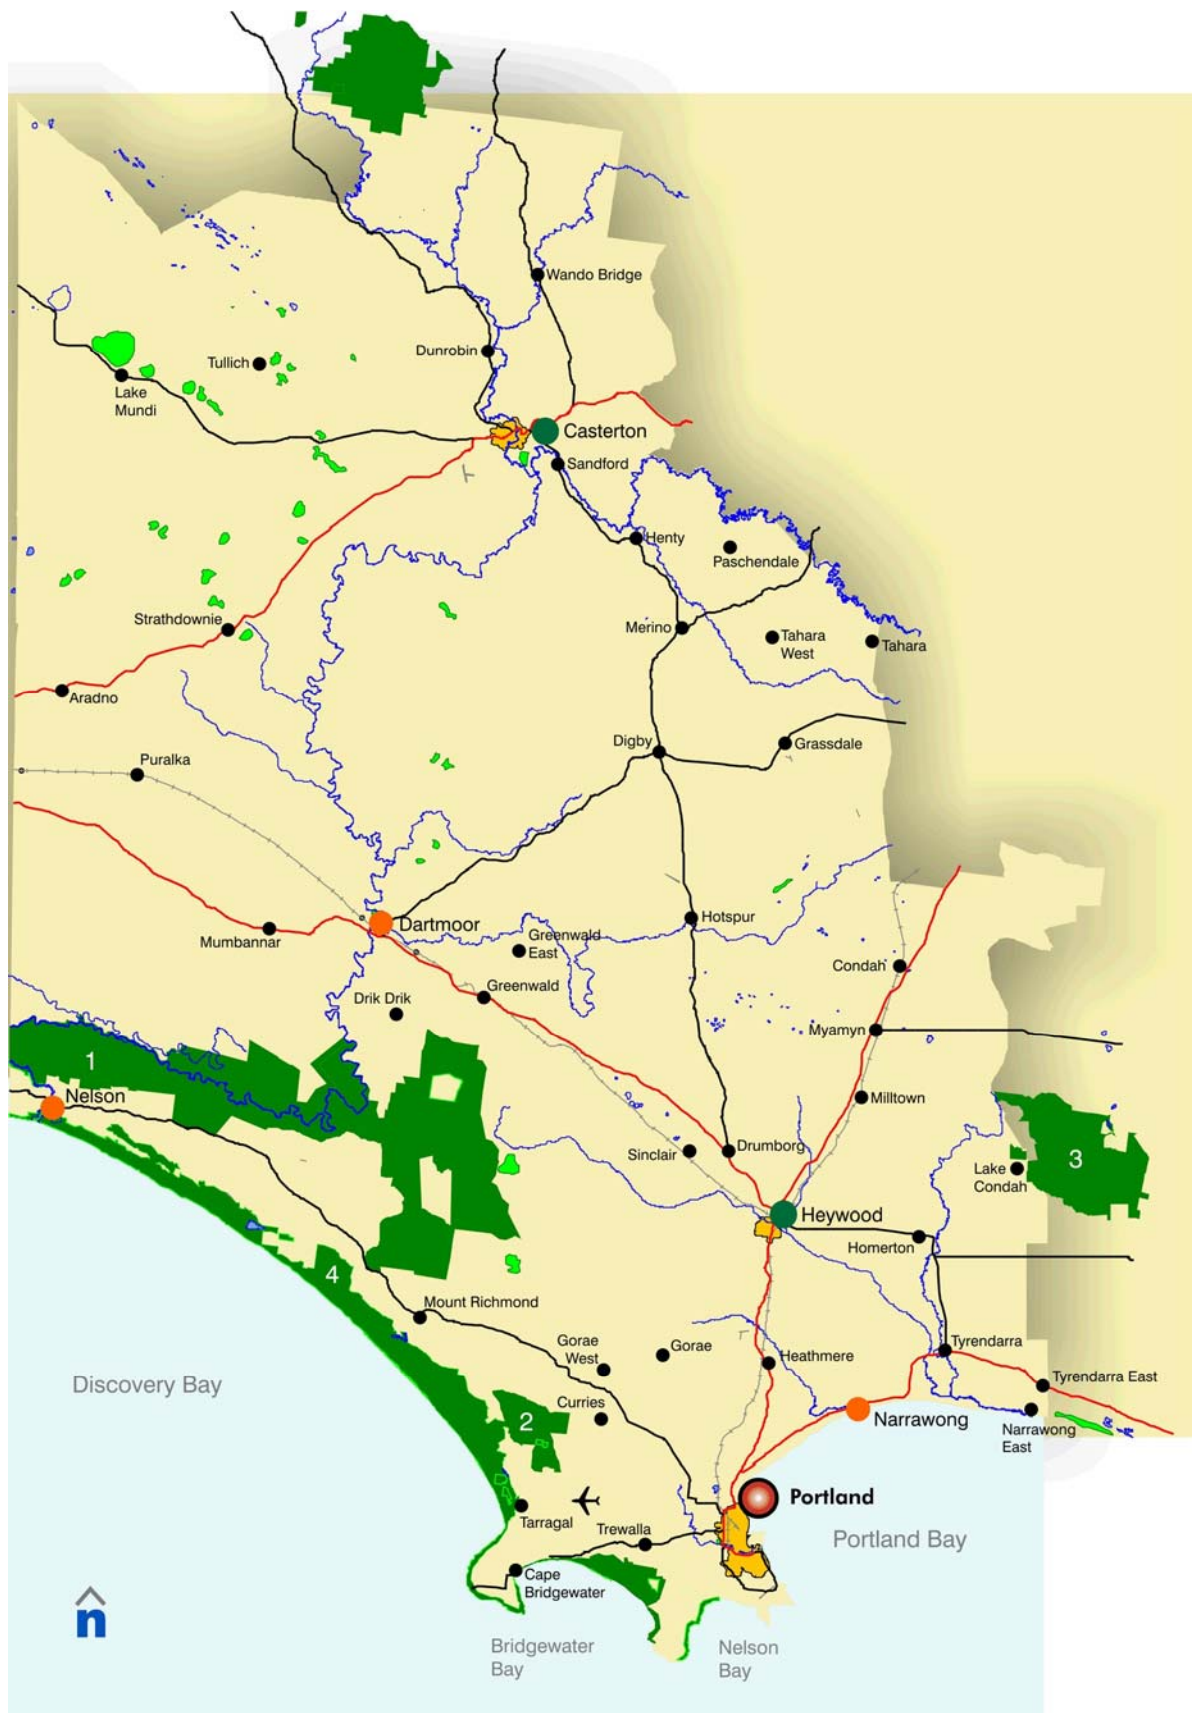 Wando Bridge
Dunrobin
Tullich
Lake
Mundi
Casterton
Sandford
Henty
Paschendale
Strathdownie
Merino
Tahara
West
Tahara
Aradno
Digby
Grassdale
Puralka
Hotspur
Dartmoor
Mumbannar
Greenwald
East
Condah
Greenwald
Drik Drik
Myamyn
1
Nelson
Milltown
Drumborg
Sinclair
3
Lake
Condah
Heywood
Homerton
4
Mount Richmond
Gorae
West
Gorae
Tyrendarra
Heathmere
Tyrendarra East
Discovery Bay
Curries
2
Narrawong
Narrawong
East
Portland
Tarragal
Trewalla
Portland Bay
Cape
Bridgewater
n
Bridgewater
Bay
Nelson
Bay